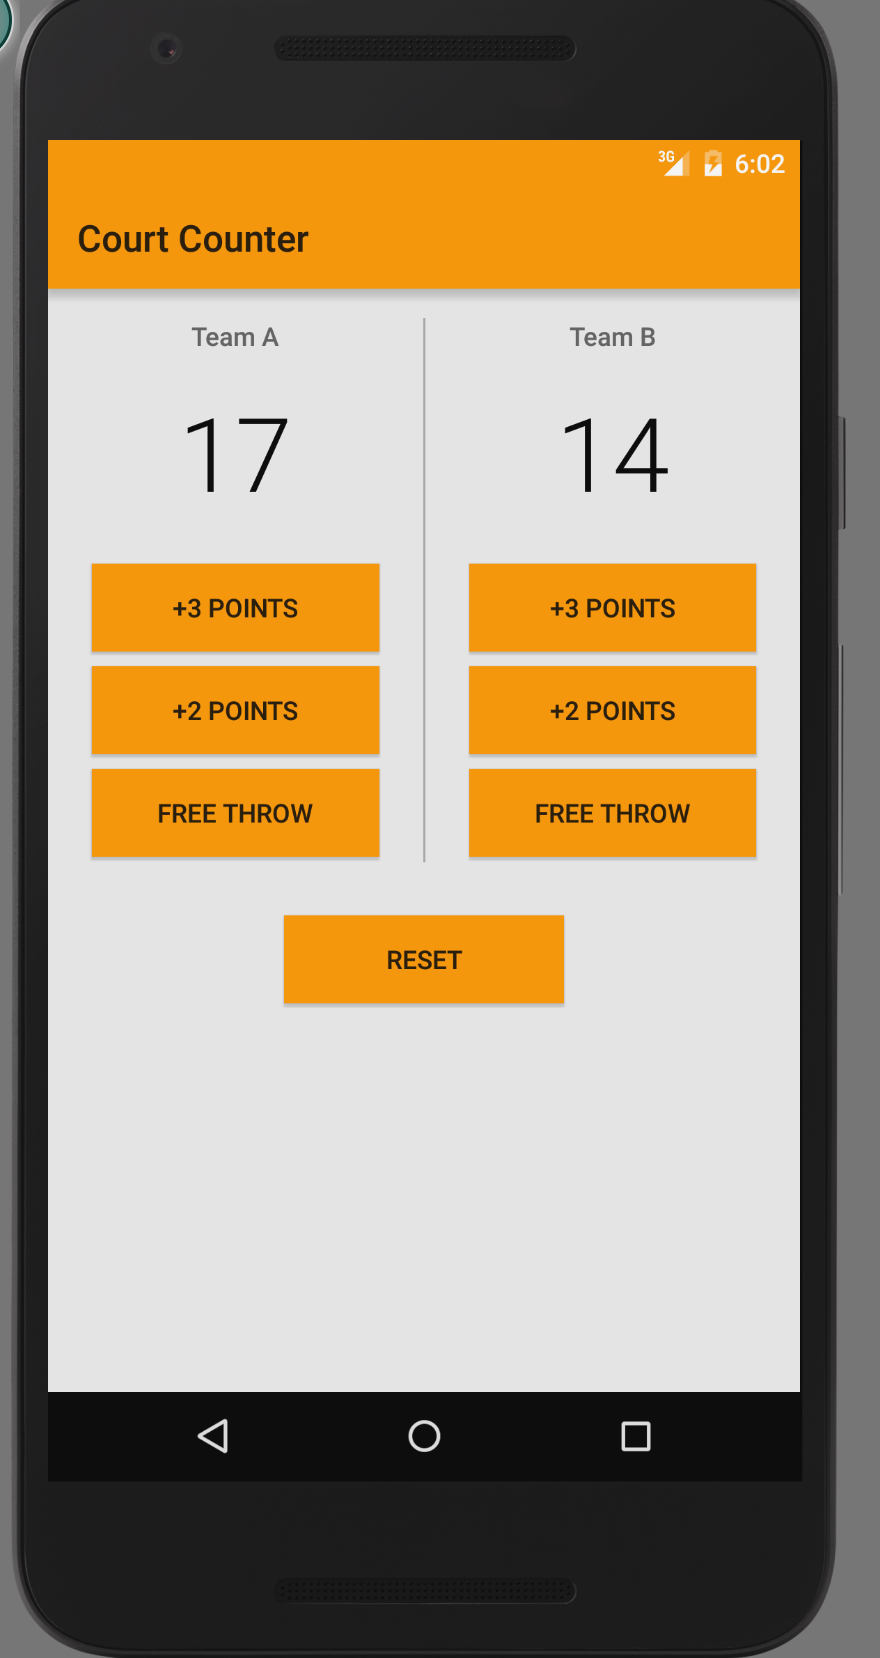 3G 6:02
Court Counter
Team A
17
+3 POINTS
+2 POINTS
FREE THROW
Team B
14
+3 POINTS
+2 POINTS
FREE THROW
RESET